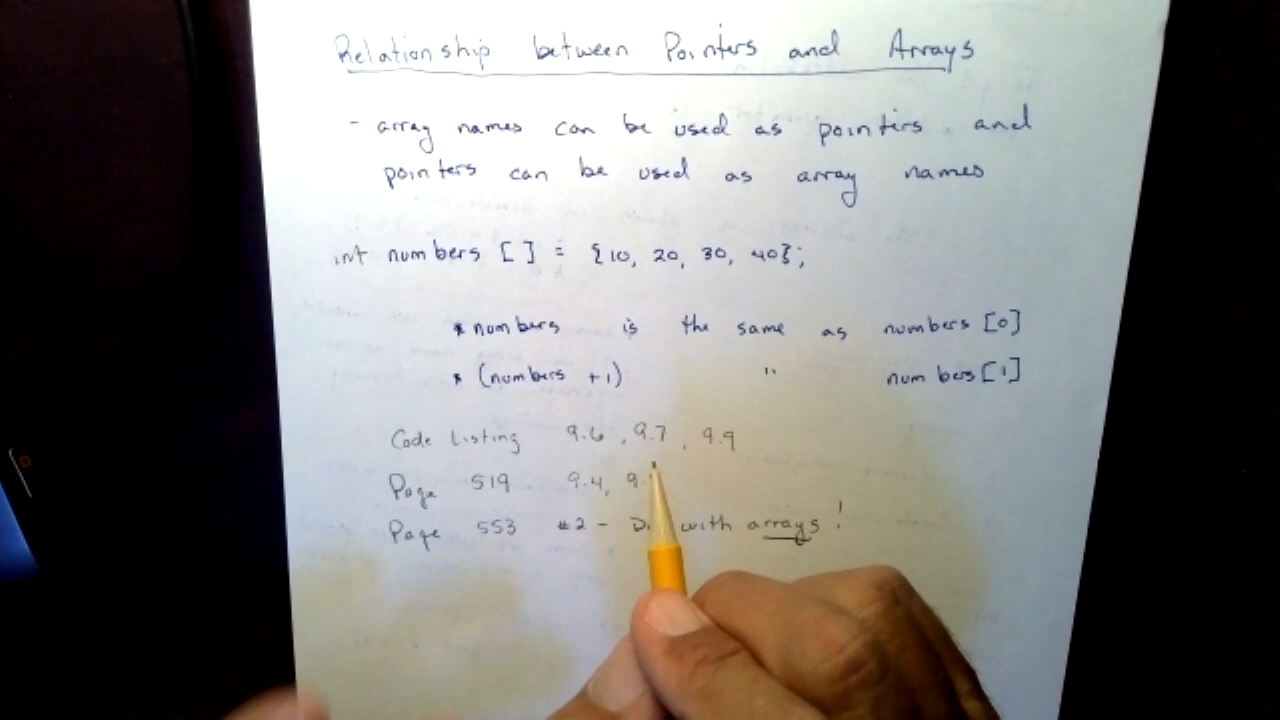 Relationship between Pointers and Arrays
- array names can be used as pointers and
pointers can be used as array names
int numbers [ ] = {10, 20, 30, 40};
* numbers is the same as numbers [0]
* (numbers +1) " numbers [1]
Code Listing 9.6, 9.7, 9.9
Page 519 9.4, 9.
Page 553 #2 - with arrays!